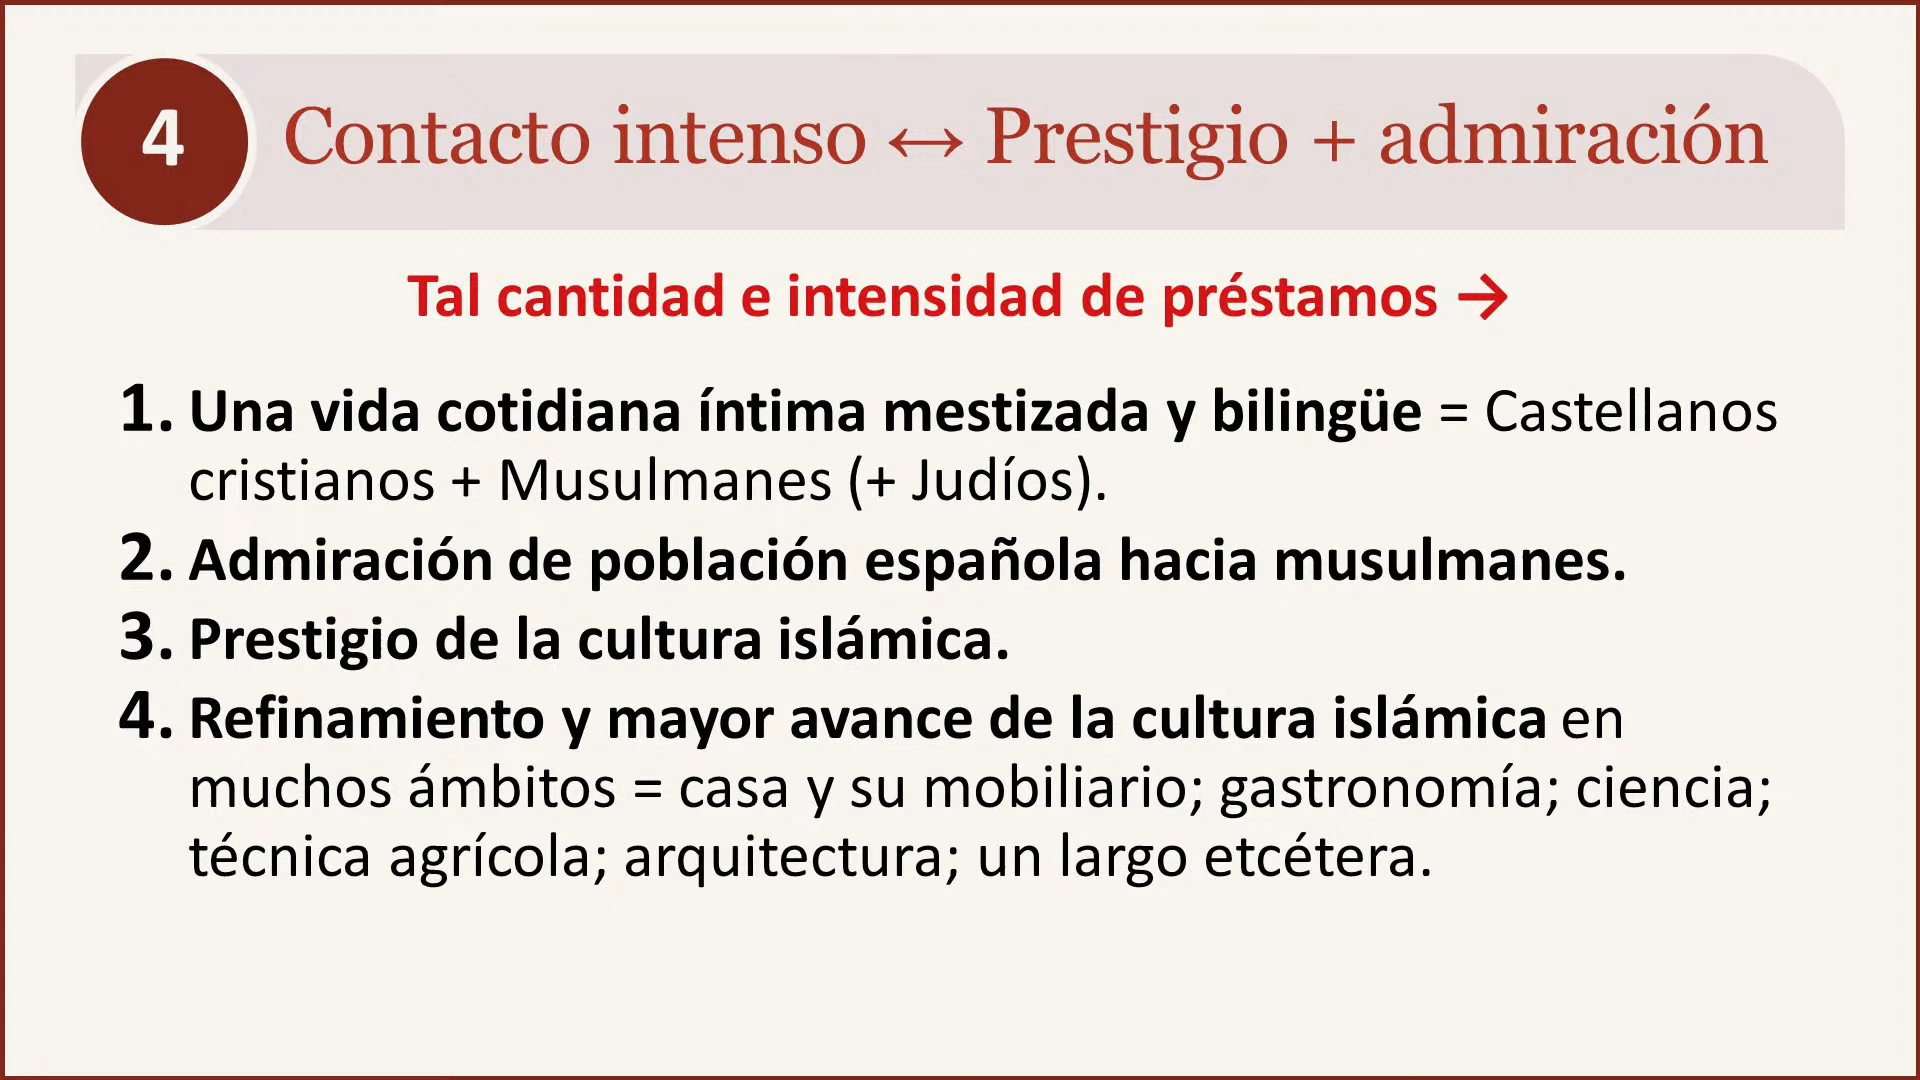 4
Contacto intenso ↔ Prestigio + admiración
Tal cantidad e intensidad de préstamos →
1. Una vida cotidiana íntima mestizada y bilingüe = Castellanos
cristianos + Musulmanes (+ Judíos).
2. Admiración de población española hacia musulmanes.
3. Prestigio de la cultura islámica.
4. Refinamiento y mayor avance de la cultura islámica en
muchos ámbitos = casa y su mobiliario; gastronomía; ciencia;
técnica agrícola; arquitectura; un largo etcétera.